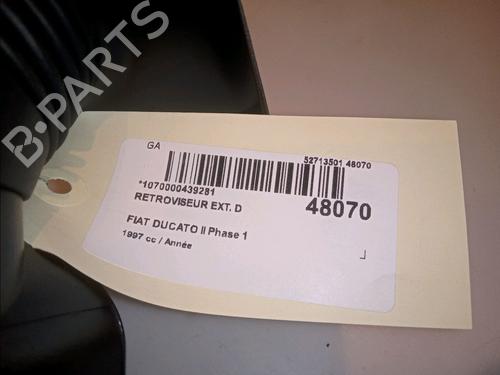 B-PARTS
GA
52713501 48070
*1070000439281
RETROVISEUR EXT. D
48070
FIAT DUCATO II Phase 1
1997 cc / Année